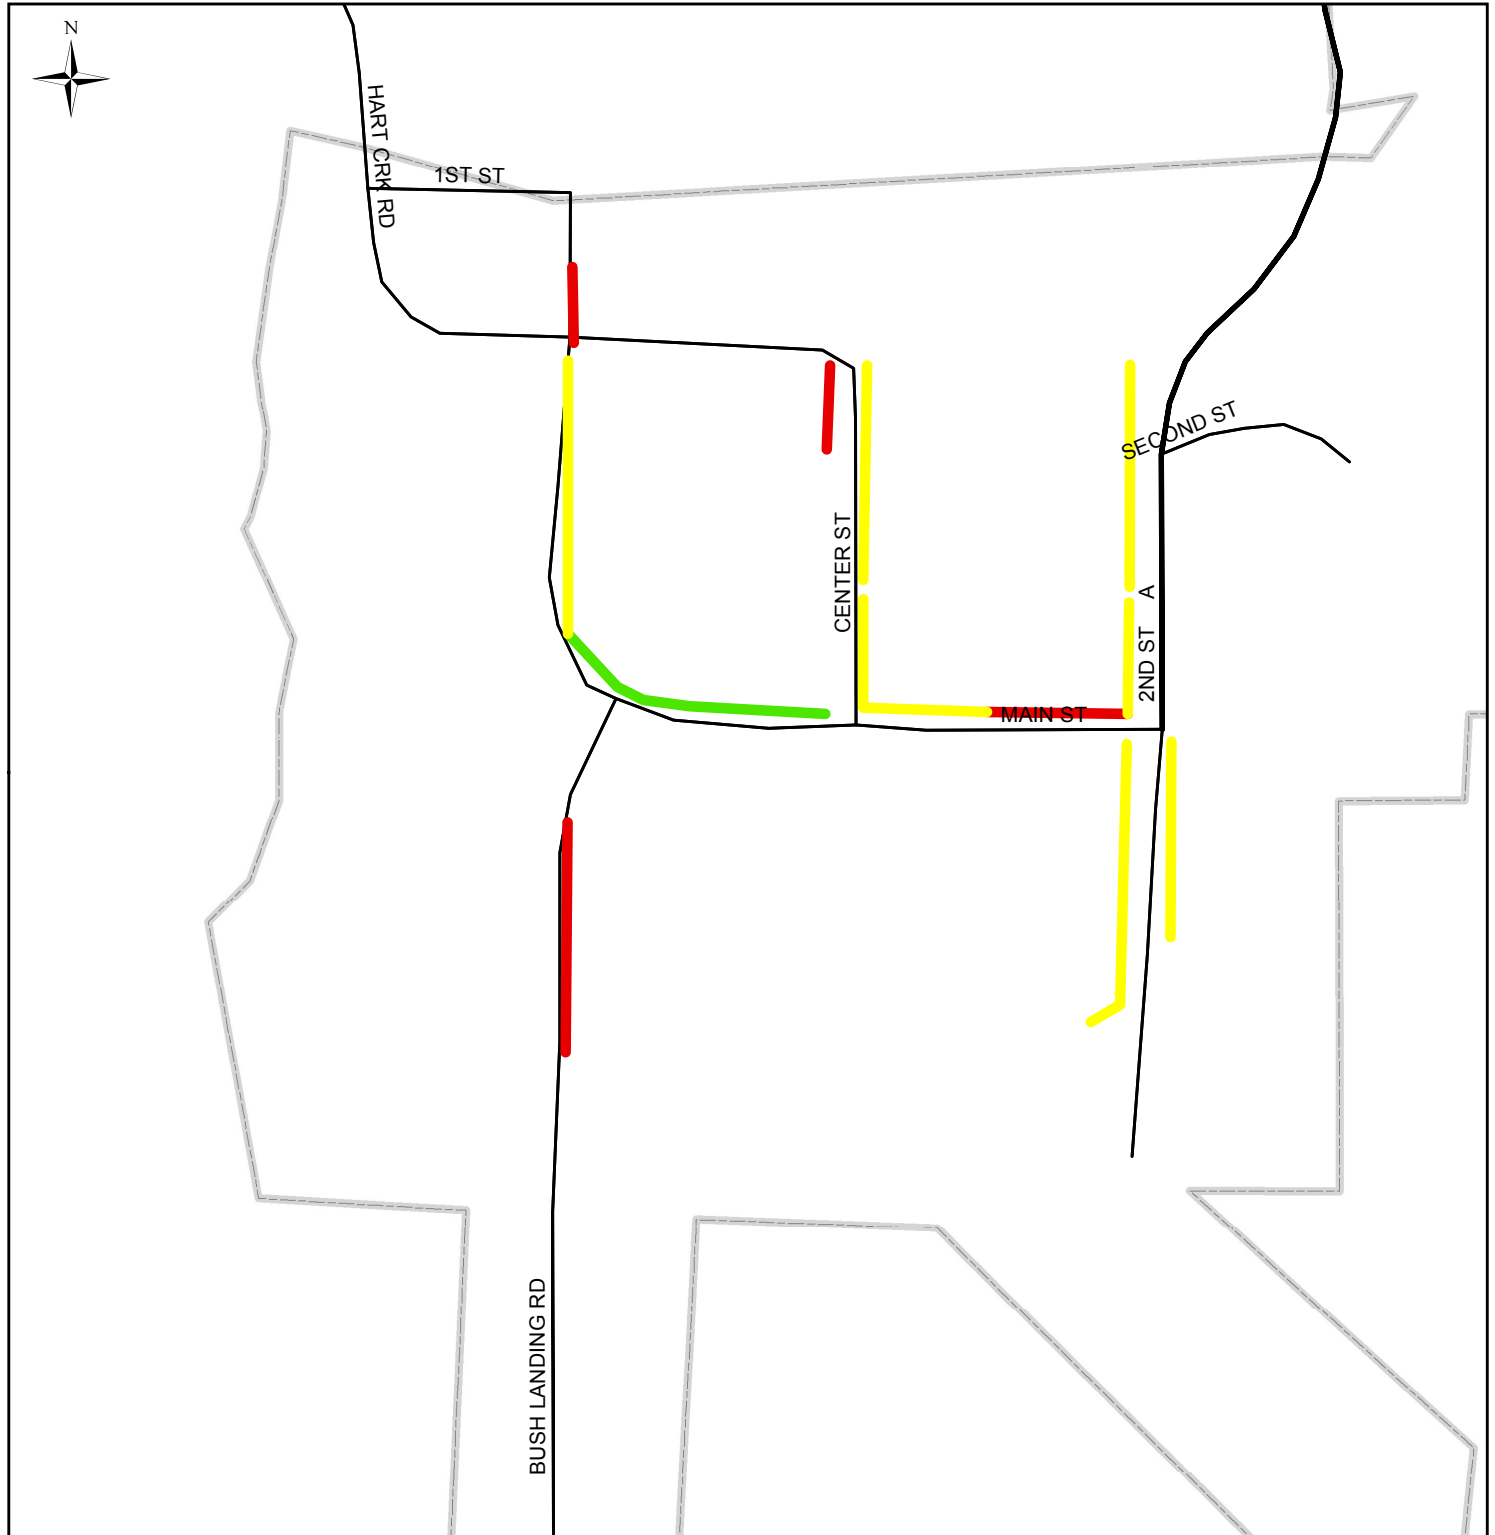 N
HART CRK RD
1ST ST
SECOND ST
CENTER ST
2ND ST A
MAIN ST
BUSH LANDING RD